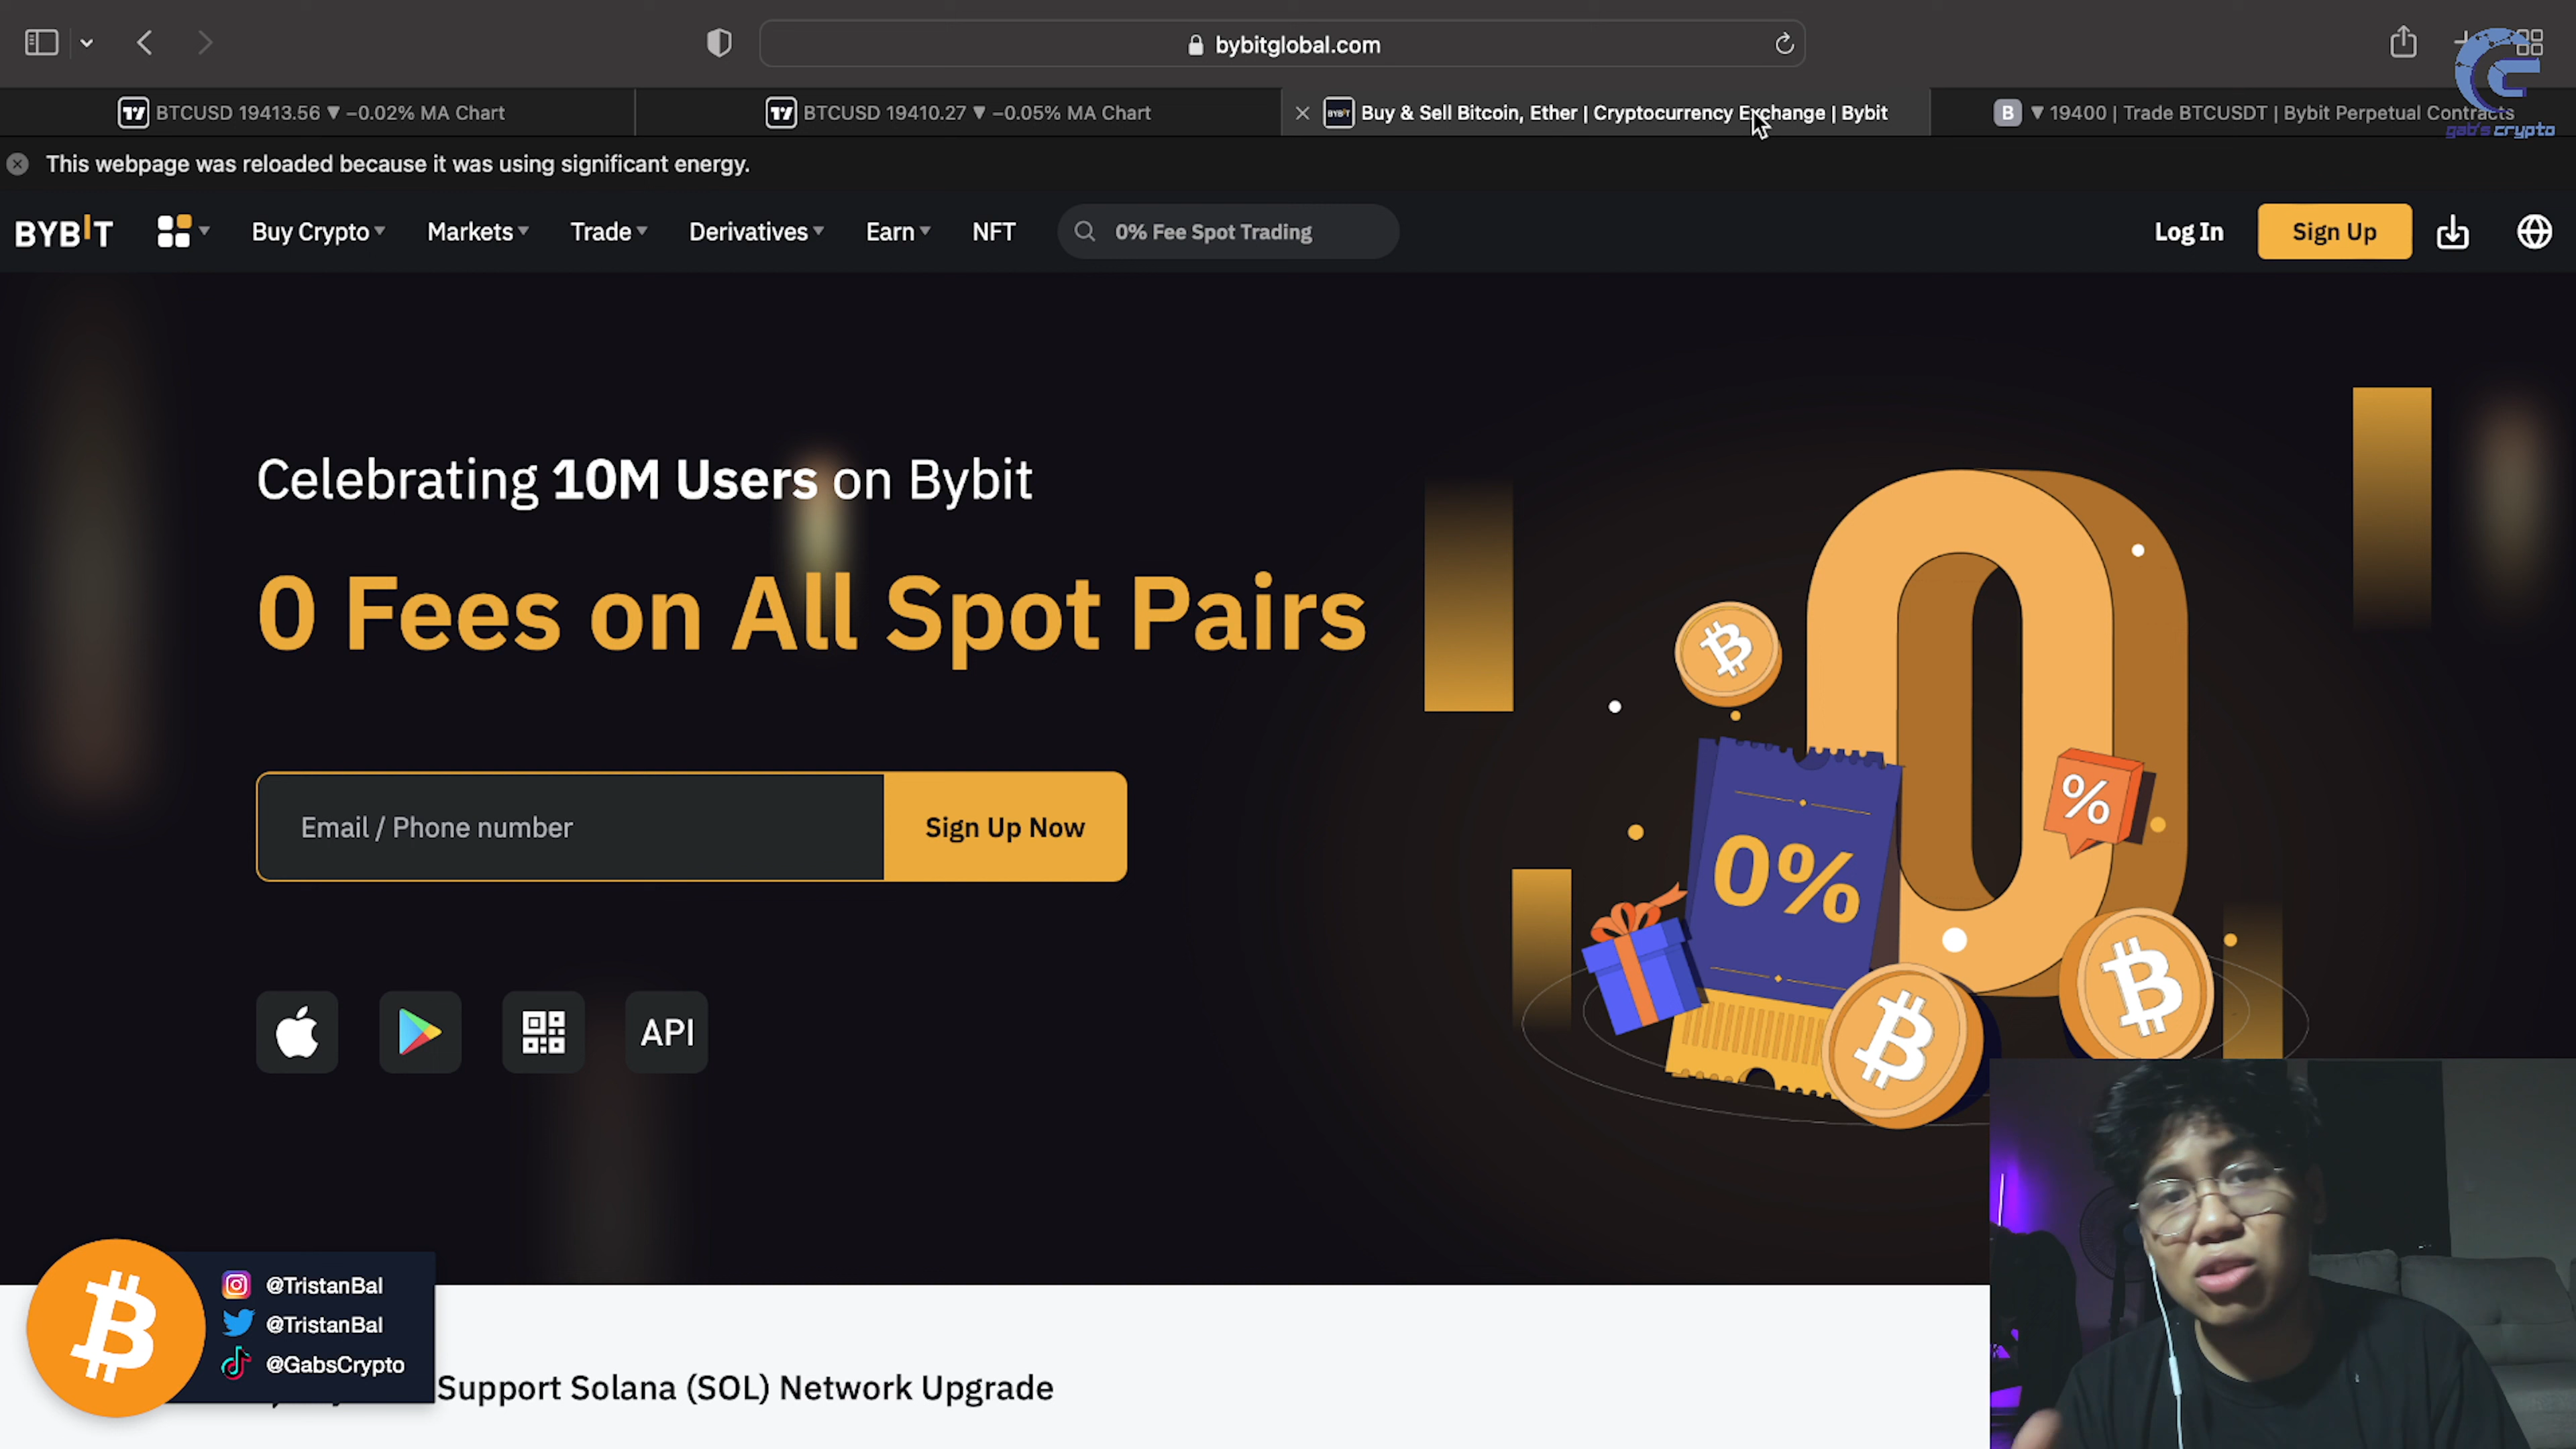 bybitglobal.com
BTCUSD 19413.56 ▼ −0.02% MA Chart
BTCUSD 19410.27 ▼ −0.05% MA Chart
BYBIT Buy & Sell Bitcoin, Ether | Cryptocurrency Exchange | Bybit
B ▼ 19400 | Trade BTCUSDT | Bybit Perpetual Contracts
gab's crypto
This webpage was reloaded because it was using significant energy.
BYBIT
Buy Crypto
Markets
Trade
Derivatives
Earn
NFT
0% Fee Spot Trading
Log In
Sign Up
Celebrating 10M Users on Bybit
0 Fees on All Spot Pairs
Email / Phone number
Sign Up Now
API
0
0%
%
@TristanBal
@TristanBal
@GabsCrypto
Support Solana (SOL) Network Upgrade